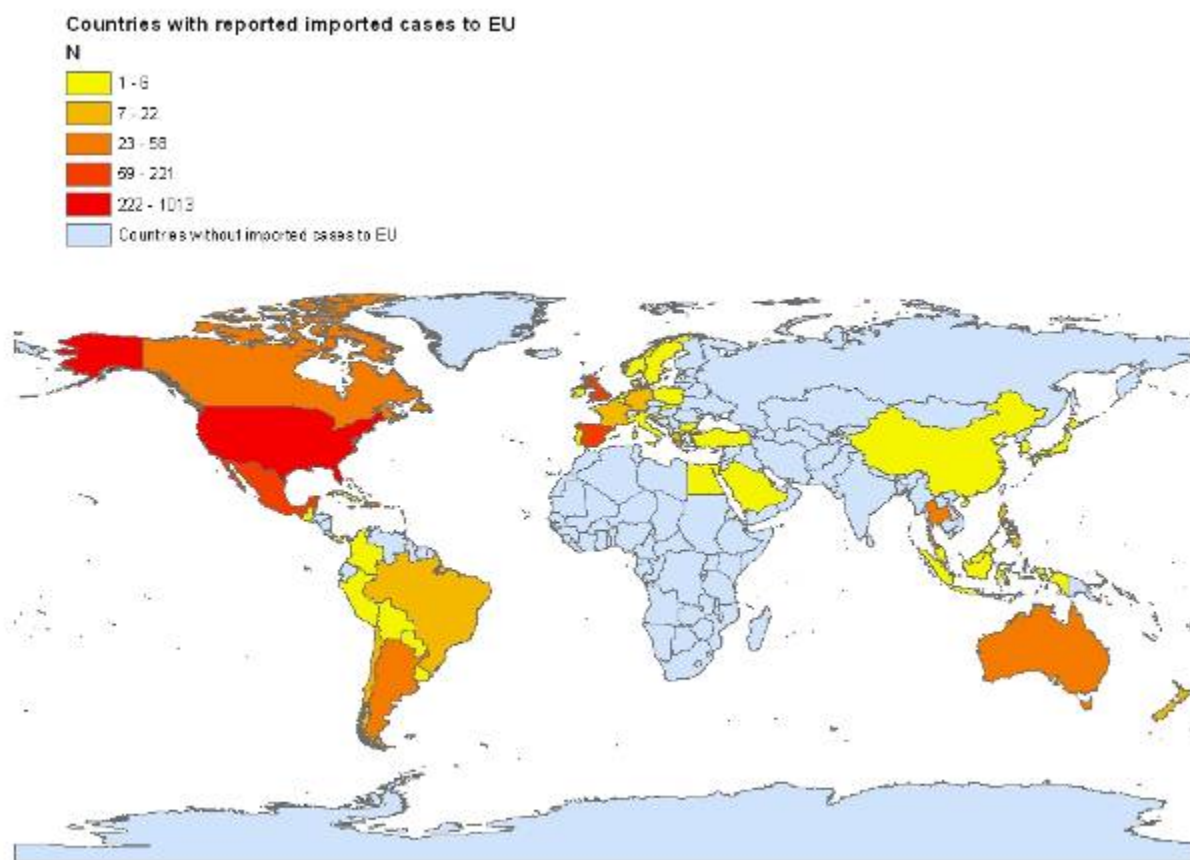 Countries with reported imported cases to EU
N
1 - 6
7 - 22
23 - 58
59 - 221
222 - 1013
Countries without imported cases to EU